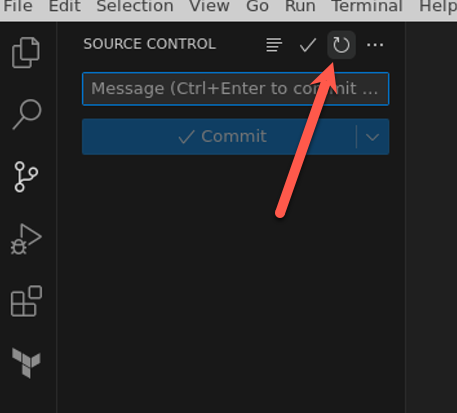 File Edit Selection View Go Run Terminal Help
SOURCE CONTROL
Message (Ctrl+Enter to commit ...
Commit